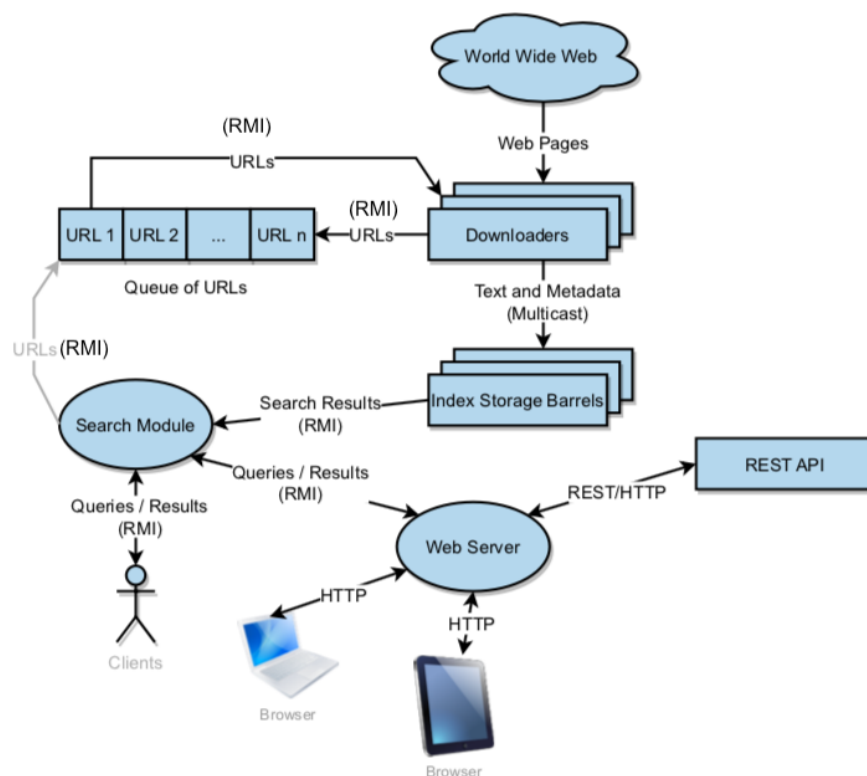 World Wide Web
(RMI)
URLs
Web Pages
(RMI)
URLs
URL 1
URL 2
...
URL n
Downloaders
Queue of URLs
Text and Metadata
(Multicast)
URLs (RMI)
Search Results
(RMI)
Index Storage Barrels
Search Module
Queries / Results
(RMI)
REST API
REST/HTTP
Queries / Results
(RMI)
Web Server
HTTP
HTTP
Clients
Browser
Browser